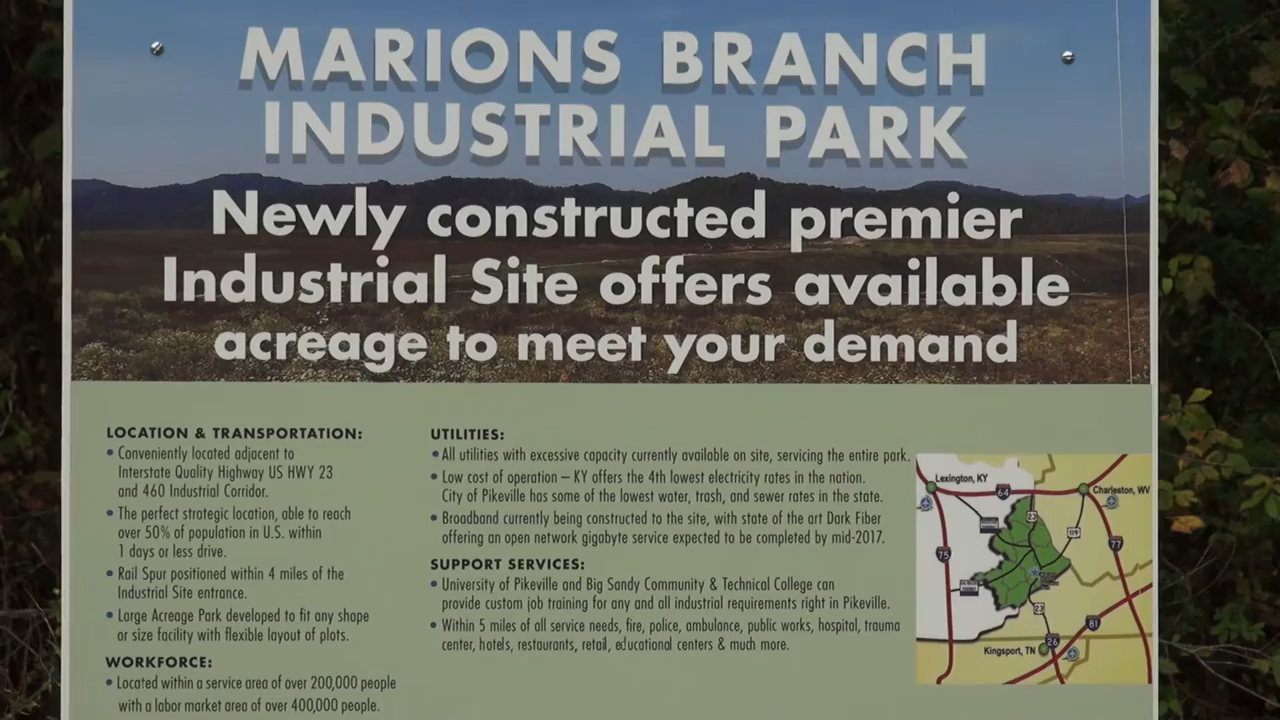 MARIONS BRANCH
INDUSTRIAL PARK
Newly constructed premier
Industrial Site offers available
acreage to meet your demand
LOCATION & TRANSPORTATION:
• Conveniently located adjacent to
Interstate Quality Highway US HWY 23
and 460 Industrial Corridor.
• The perfect strategic location, able to reach
over 50% of population in U.S. within
1 days or less drive.
• Rail Spur positioned within 4 miles of the
Industrial Site entrance.
• Large Acreage Park developed to fit any shape
or size facility with flexible layout of plots.
WORKFORCE:
• Located within a service area of over 200,000 people
with a labor market area of over 400,000 people.
UTILITIES:
• All utilities with excessive capacity currently available on site, servicing the entire park.
• Low cost of operation – KY offers the 4th lowest electricity rates in the nation.
City of Pikeville has some of the lowest water, trash, and sewer rates in the state.
• Broadband currently being constructed to the site, with state of the art Dark Fiber
offering an open network gigabyte service expected to be completed by mid-2017.
SUPPORT SERVICES:
• University of Pikeville and Big Sandy Community & Technical College can
provide custom job training for any and all industrial requirements right in Pikeville.
• Within 5 miles of all service needs, fire, police, ambulance, public works, hospital, trauma
center, hotels, restaurants, retail, educational centers & much more.
Lexington, KY
64
Charleston, WV
23
119
75
77
23
81
26
Kingsport, TN